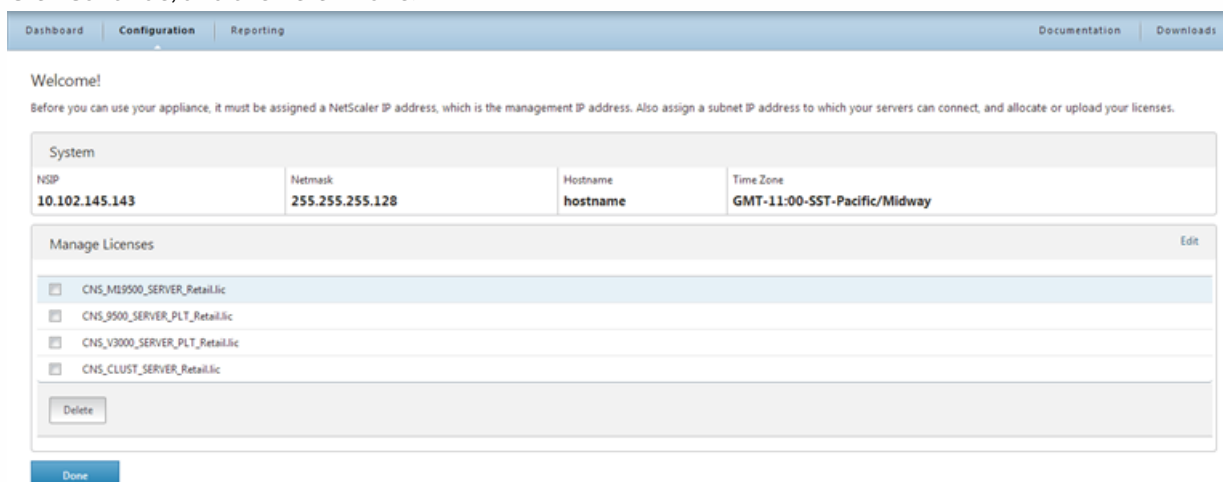 Dashboard Configuration Reporting Documentation Downloads
Welcome!
Before you can use your appliance, it must be assigned a NetScaler IP address, which is the management IP address. Also assign a subnet IP address to which your servers can connect, and allocate or upload your licenses.
System
NSIP Netmask Hostname Time Zone
10.102.145.143 255.255.255.128 hostname GMT-11:00-SST-Pacific/Midway
Manage Licenses Edit
CNS_M19500_SERVER_Retail.lic
CNS_9500_SERVER_PLT_Retail.lic
CNS_V3000_SERVER_PLT_Retail.lic
CNS_CLUST_SERVER_Retail.lic
Delete
Done